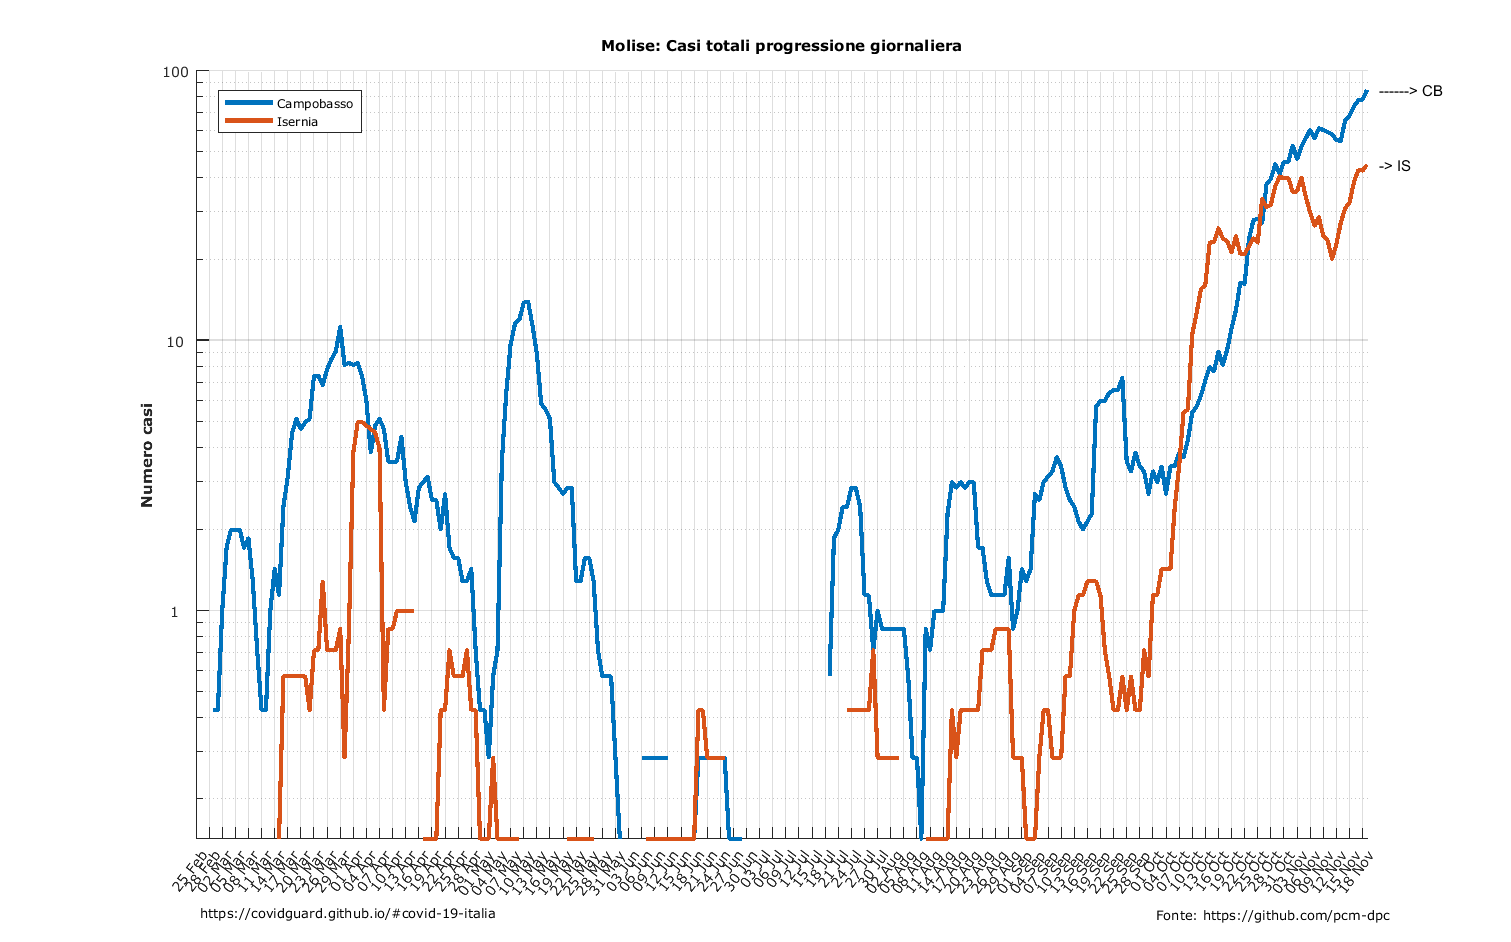 Molise: Casi totali progressione giornaliera
100
10
1
Numero casi
Campobasso
Isernia
------> CB
-> IS
25 Feb
28 Feb
02 Mar
05 Mar
08 Mar
11 Mar
14 Mar
17 Mar
20 Mar
23 Mar
26 Mar
29 Mar
01 Apr
04 Apr
07 Apr
10 Apr
13 Apr
16 Apr
19 Apr
22 Apr
25 Apr
28 Apr
01 May
04 May
07 May
10 May
13 May
16 May
19 May
22 May
25 May
28 May
31 May
03 Jun
06 Jun
09 Jun
12 Jun
15 Jun
18 Jun
21 Jun
24 Jun
27 Jun
30 Jun
03 Jul
06 Jul
09 Jul
12 Jul
15 Jul
18 Jul
21 Jul
24 Jul
27 Jul
30 Jul
02 Aug
05 Aug
08 Aug
11 Aug
14 Aug
17 Aug
20 Aug
23 Aug
26 Aug
29 Aug
01 Sep
04 Sep
07 Sep
10 Sep
13 Sep
16 Sep
19 Sep
22 Sep
25 Sep
28 Sep
01 Oct
04 Oct
07 Oct
10 Oct
13 Oct
16 Oct
19 Oct
22 Oct
25 Oct
28 Oct
31 Oct
03 Nov
06 Nov
09 Nov
12 Nov
15 Nov
18 Nov
https://covidguard.github.io/#covid-19-italia
Fonte: https://github.com/pcm-dpc